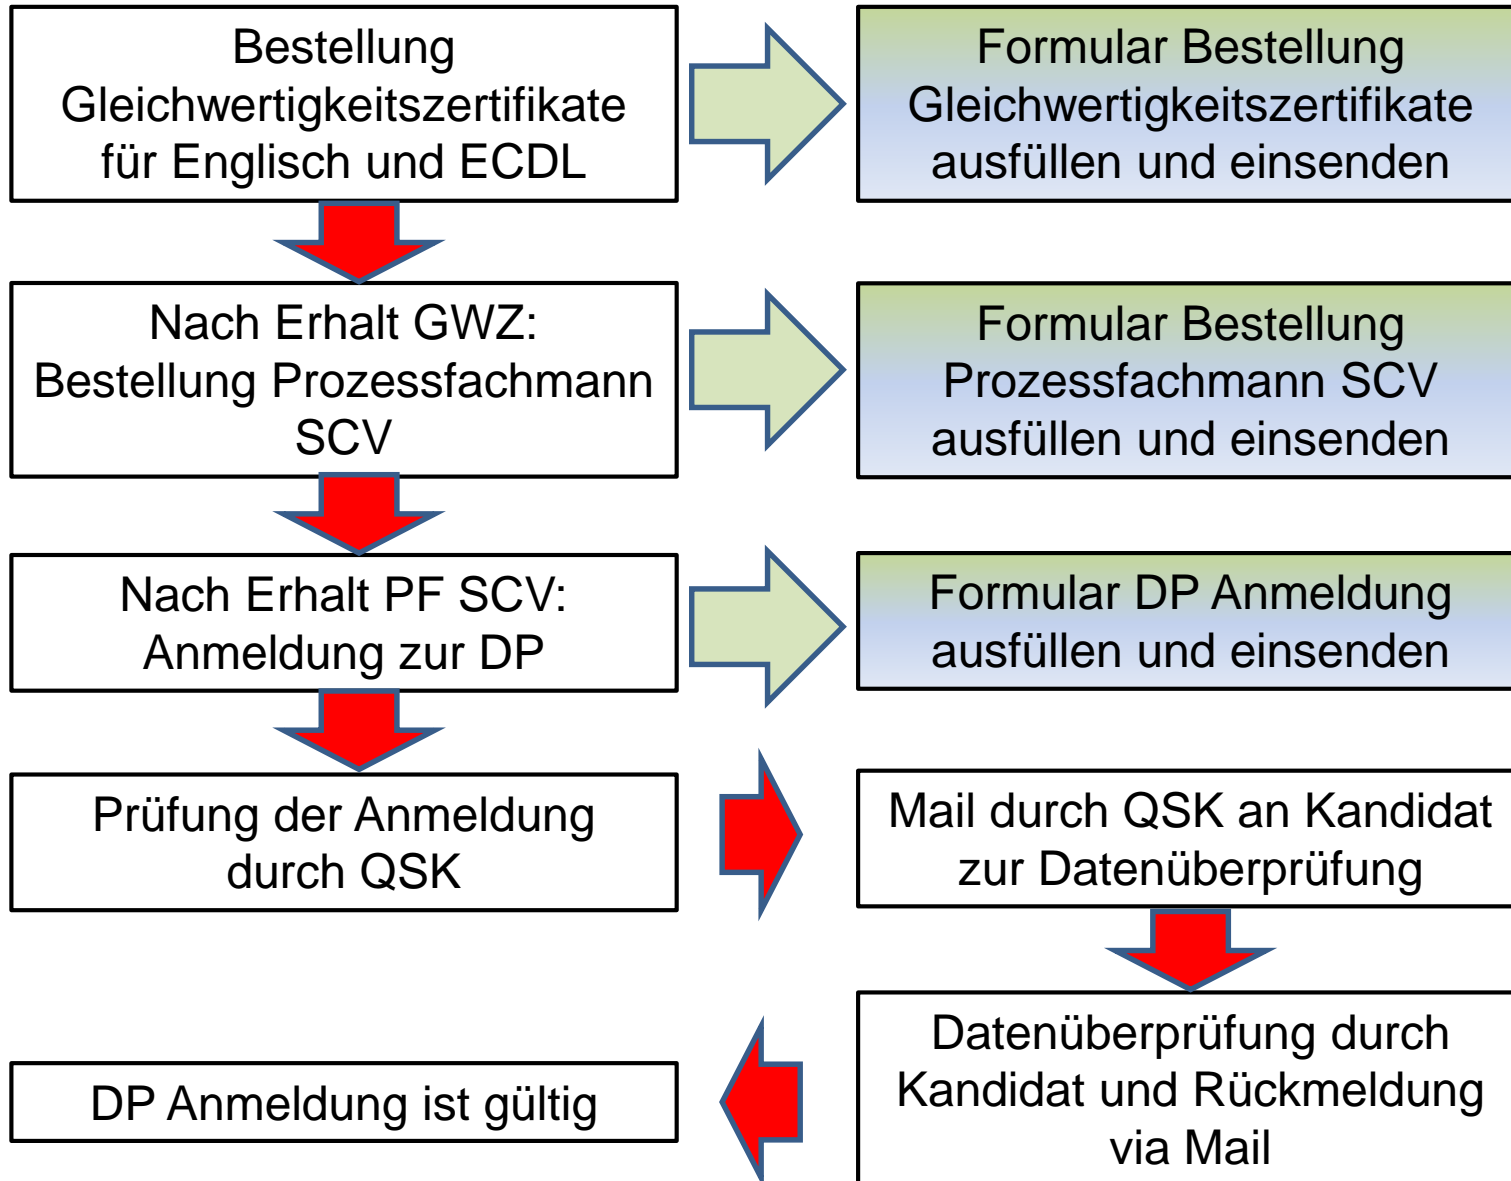 Bestellung
Gleichwertigkeitszertifikate
für Englisch und ECDL
Formular Bestellung
Gleichwertigkeitszertifikate
ausfüllen und einsenden
Nach Erhalt GWZ:
Bestellung Prozessfachmann
SCV
Formular Bestellung
Prozessfachmann SCV
ausfüllen und einsenden
Nach Erhalt PF SCV:
Anmeldung zur DP
Formular DP Anmeldung
ausfüllen und einsenden
Prüfung der Anmeldung
durch QSK
Mail durch QSK an Kandidat
zur Datenüberprüfung
Datenüberprüfung durch
Kandidat und Rückmeldung
via Mail
DP Anmeldung ist gültig